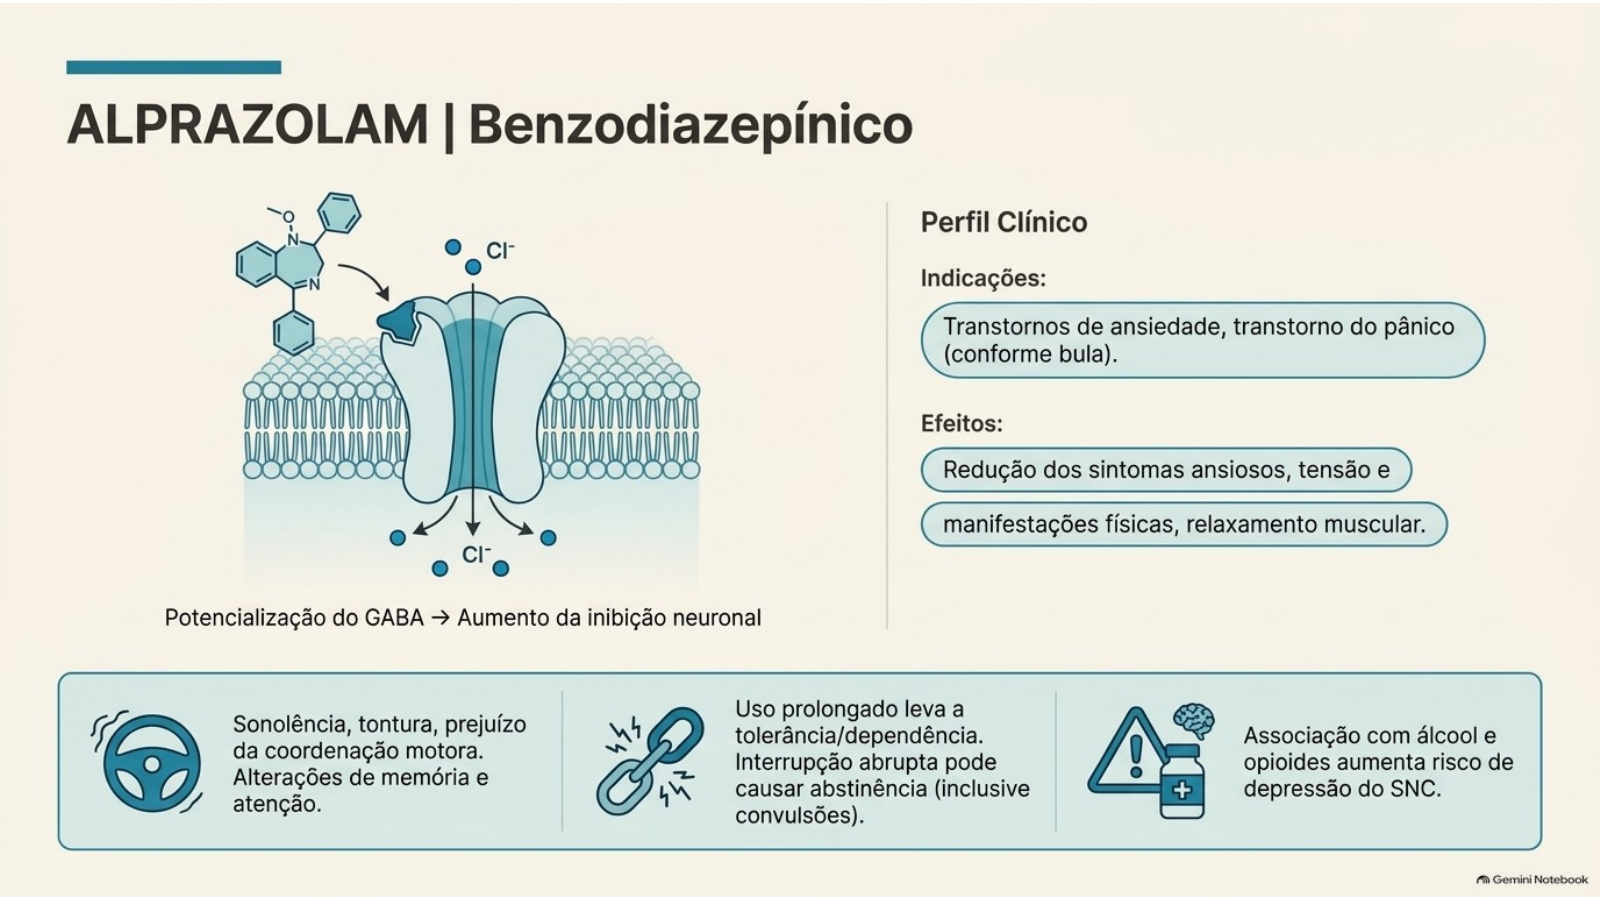 ALPRAZOLAM | Benzodiazepínico
O
N
N
Cl⁻
Cl⁻
Potencialização do GABA → Aumento da inibição neuronal
Perfil Clínico
Indicações:
Transtornos de ansiedade, transtorno do pânico
(conforme bula).
Efeitos:
Redução dos sintomas ansiosos, tensão e
manifestações físicas, relaxamento muscular.
Sonolência, tontura, prejuízo
da coordenação motora.
Alterações de memória e
atenção.
Uso prolongado leva a
tolerância/dependência.
Interrupção abrupta pode
causar abstinência (inclusive
convulsões).
Associação com álcool e
opioides aumenta risco de
depressão do SNC.
Gemini Notebook